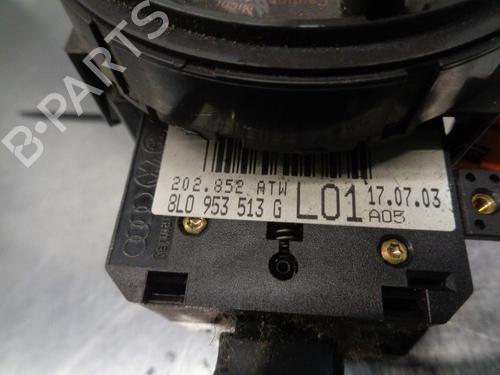 B-PARTS
202.852 ATW
8L0 953 513 G
L01
17.07.03
A05